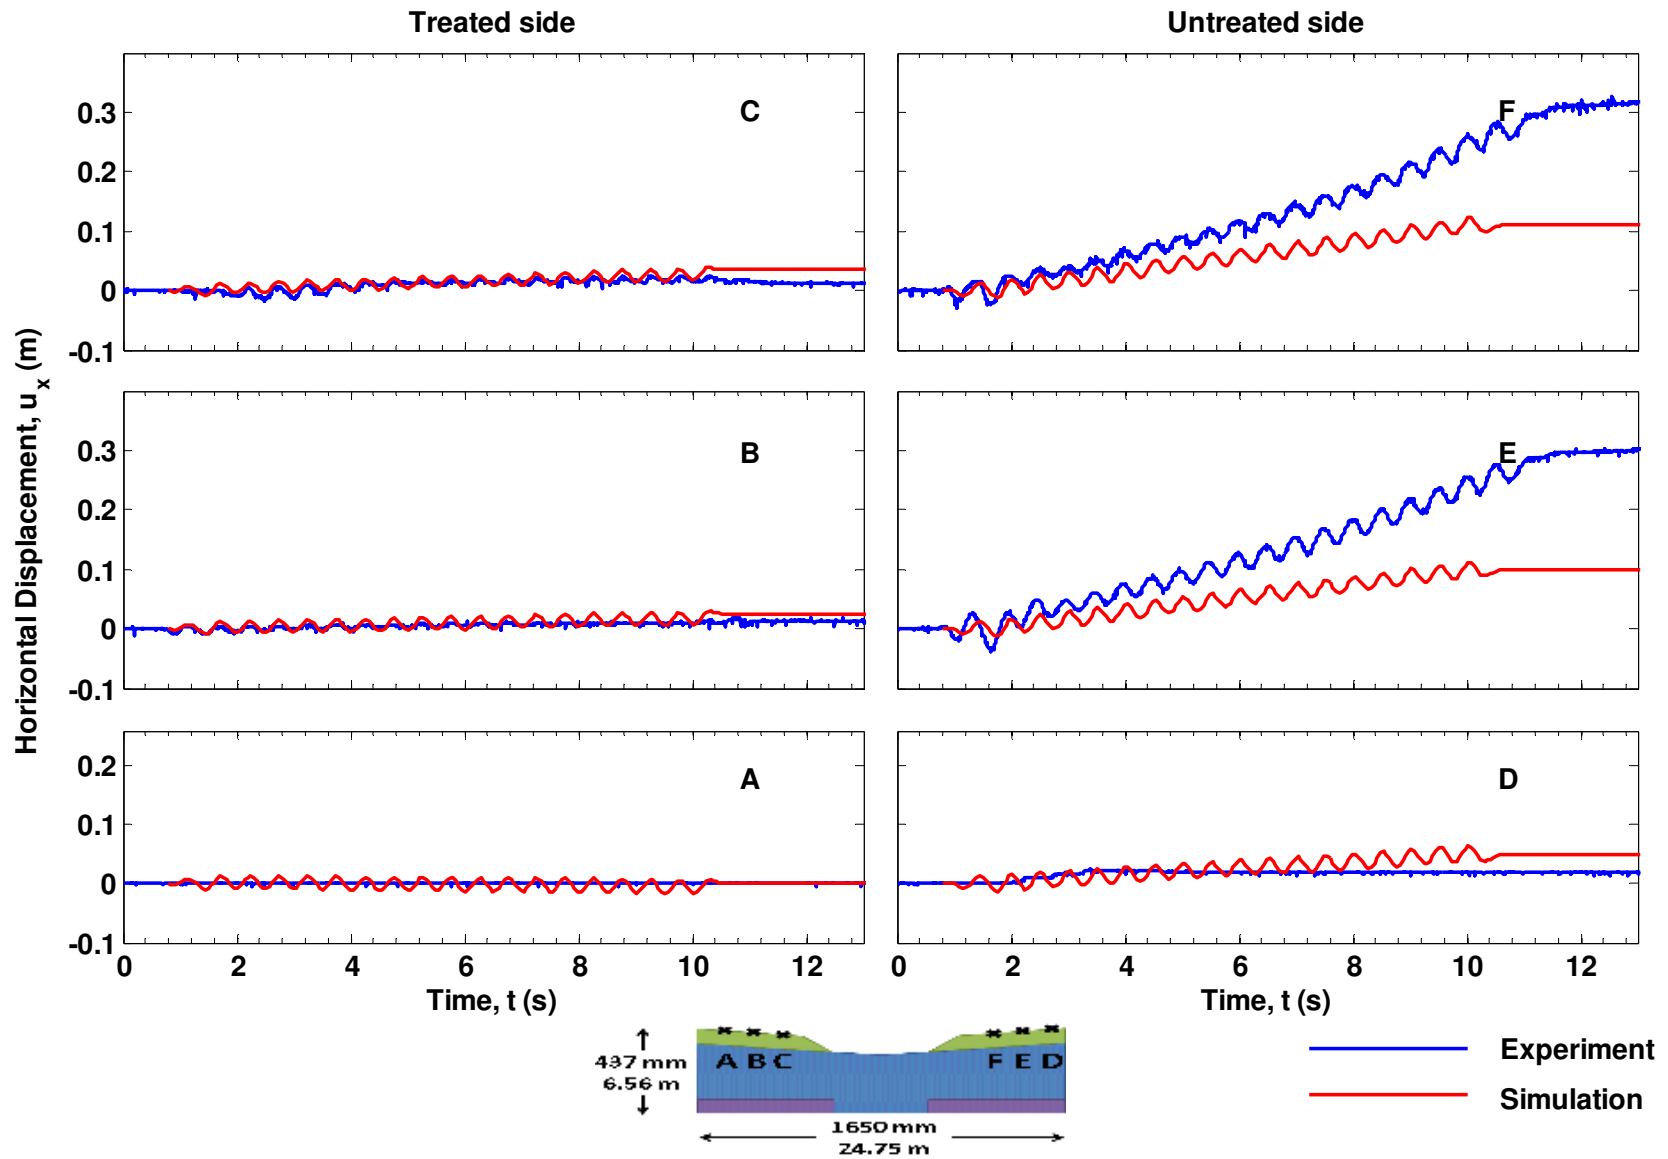 Treated side
Untreated side
Horizontal Displacement, u_x (m)
C
0.3
0.2
0.1
0
-0.1
F
B
0.3
0.2
0.1
0
-0.1
E
A
0.2
0.1
0
-0.1
D
0 2 4 6 8 10 12
0 2 4 6 8 10 12
Time, t (s)
Time, t (s)
437 mm
6.56 m
A B C
F E D
1650 mm
24.75 m
Experiment
Simulation